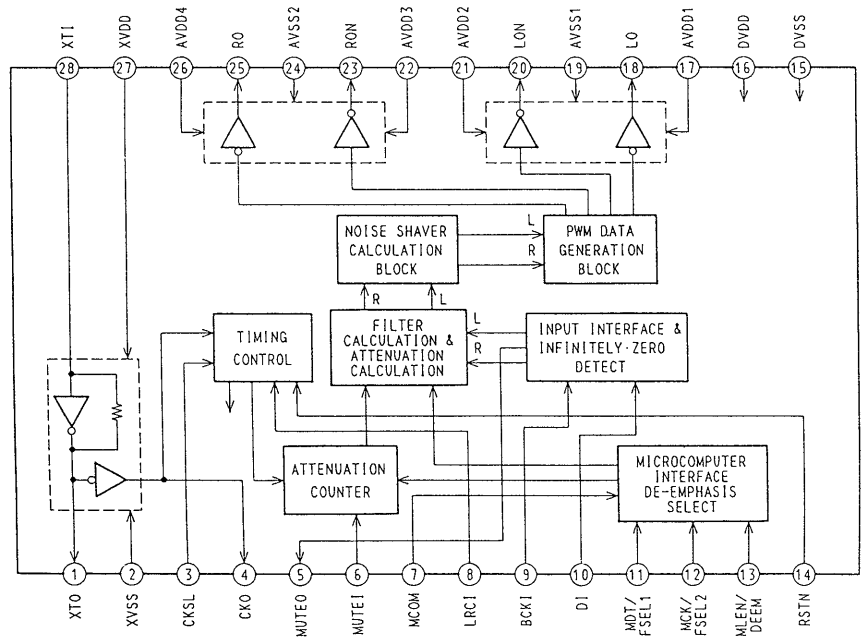 XTI
XVDD
AVDD4
RO
AVSS2
RON
AVDD3
AVDD2
LON
AVSS1
LO
AVDD1
DVDD
DVSS
28
27
26
25
24
23
22
21
20
19
18
17
16
15
NOISE SHAVER
CALCULATION
BLOCK
L
R
PWM DATA
GENERATION
BLOCK
R
L
TIMING
CONTROL
FILTER
CALCULATION &
ATTENUATION
CALCULATION
L
R
INPUT INTERFACE &
INFINITELY·ZERO
DETECT
ATTENUATION
COUNTER
MICROCOMPUTER
INTERFACE
DE-EMPHASIS
SELECT
1
2
3
4
5
6
7
8
9
10
11
12
13
14
XTO
XVSS
CKSL
CKO
MUTEO
MUTEI
MCOM
LRCI
BCKI
DI
MDT/
FSEL1
MCK/
FSEL2
MLEN/
DEEM
RSTN